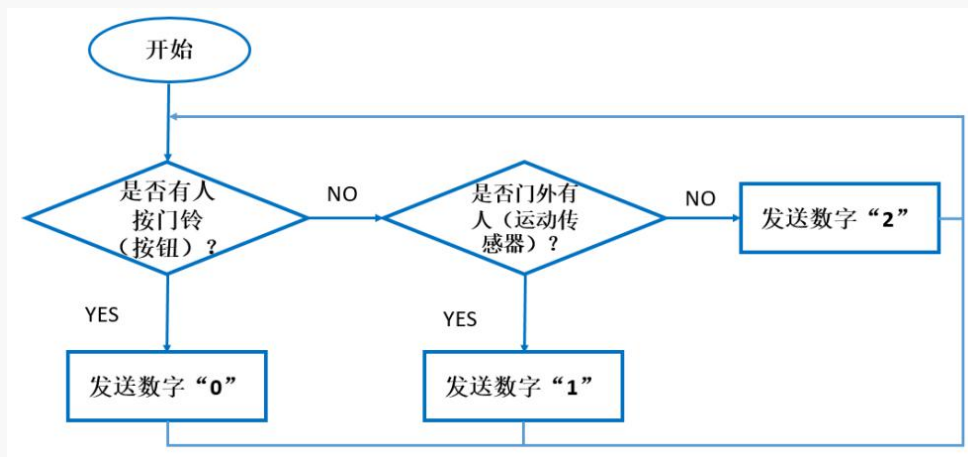 开始
是否有人
按门铃
（按钮）？
NO
是否门外有
人（运动传
感器）？
NO
发送数字“2”
YES
YES
发送数字“0”
发送数字“1”